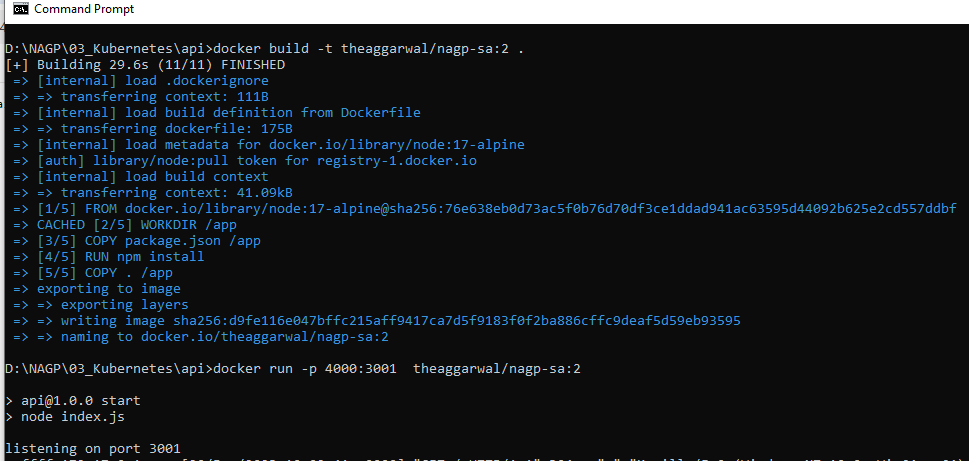 Command Prompt
D:\NAGP\03_Kubernetes\api>docker build -t theaggarwal/nagp-sa:2 .
[+] Building 29.6s (11/11) FINISHED
=> [internal] load .dockerignore
=> => transferring context: 111B
=> [internal] load build definition from Dockerfile
=> => transferring dockerfile: 175B
=> [internal] load metadata for docker.io/library/node:17-alpine
=> [auth] library/node:pull token for registry-1.docker.io
=> [internal] load build context
=> => transferring context: 41.09kB
=> [1/5] FROM docker.io/library/node:17-alpine@sha256:76e638eb0d73ac5f0b76d70df3ce1ddad941ac63595d44092b625e2cd557ddbf
=> CACHED [2/5] WORKDIR /app
=> [3/5] COPY package.json /app
=> [4/5] RUN npm install
=> [5/5] COPY . /app
=> exporting to image
=> => exporting layers
=> => writing image sha256:d9fe116e047bffc215aff9417ca7d5f9183f0f2ba886cffc9deaf5d59eb93595
=> => naming to docker.io/theaggarwal/nagp-sa:2
D:\NAGP\03_Kubernetes\api>docker run -p 4000:3001  theaggarwal/nagp-sa:2
> api@1.0.0 start
> node index.js
listening on port 3001